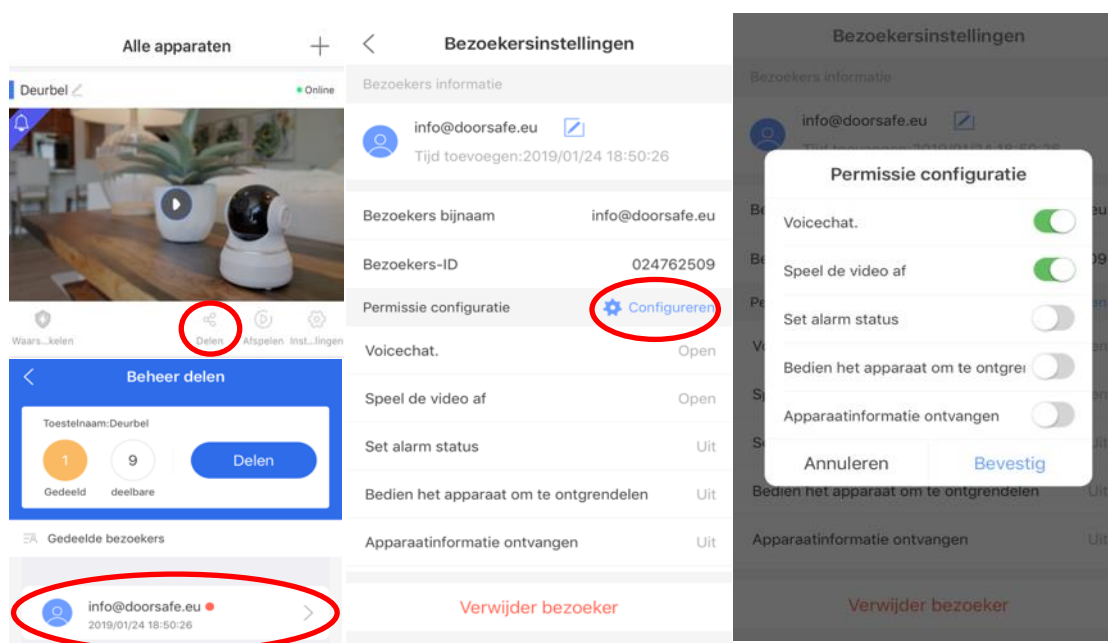 Alle apparaten
Deurbel
Online
Waars...kelen
Delen
Afspelen
Inst...lingen
Beheer delen
Toestelnaam:Deurbel
1
9
Delen
Gedeeld
deelbare
Gedeelde bezoekers
info@doorsafe.eu
2019/01/24 18:50:26
Bezoekersinstellingen
Bezoekers informatie
info@doorsafe.eu
Tijd toevoegen:2019/01/24 18:50:26
Bezoekers bijnaam info@doorsafe.eu
Bezoekers-ID 024762509
Permissie configuratie Configureren
Voicechat. Open
Speel de video af Open
Set alarm status Uit
Bedien het apparaat om te ontgrendelen Uit
Apparaatinformatie ontvangen Uit
Verwijder bezoeker
Bezoekersinstellingen
Bezoekers informatie
info@doorsafe.eu
Permissie configuratie
Voicechat.
Speel de video af
Set alarm status
Bedien het apparaat om te ontgrei
Apparaatinformatie ontvangen
Annuleren Bevestig
Bedien het apparaat om te ontgrendelen Uit
Apparaatinformatie ontvangen Uit
Verwijder bezoeker